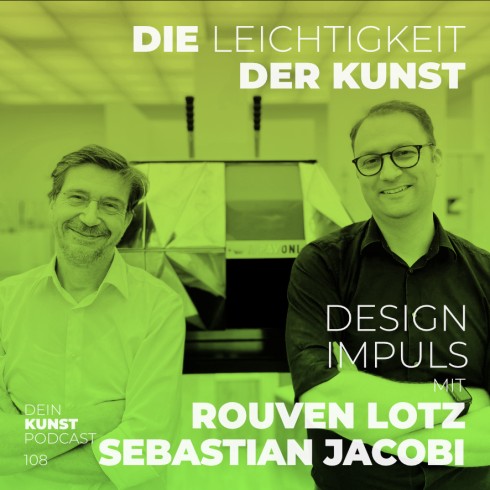 DIE LEICHTIGKEIT
DER KUNST
DESIGN
IMPULS
MIT
ROUVEN LOTZ
SEBASTIAN JACOBI
DEIN
KUNST
PODCAST
108